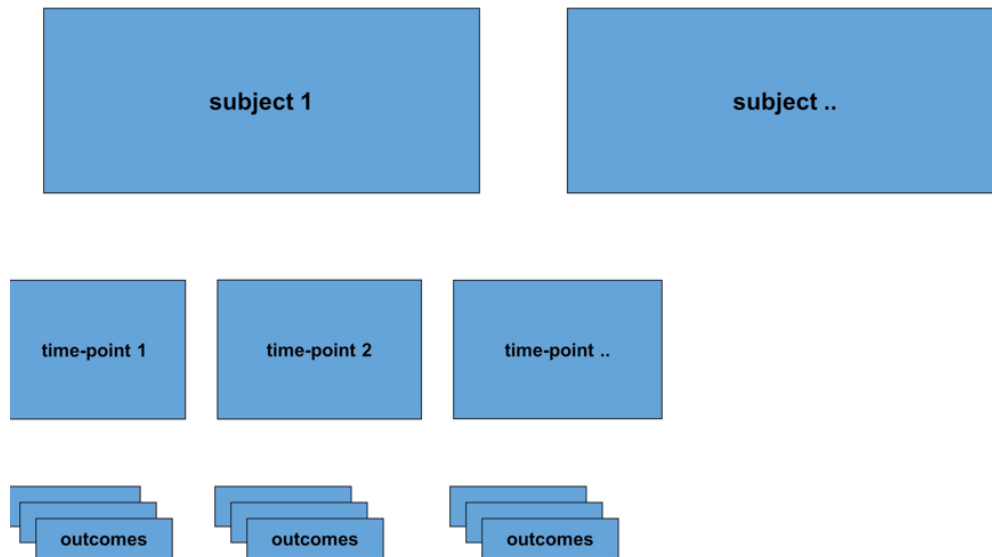 subject 1
subject ..
time-point 1
time-point 2
time-point ..
outcomes
outcomes
outcomes